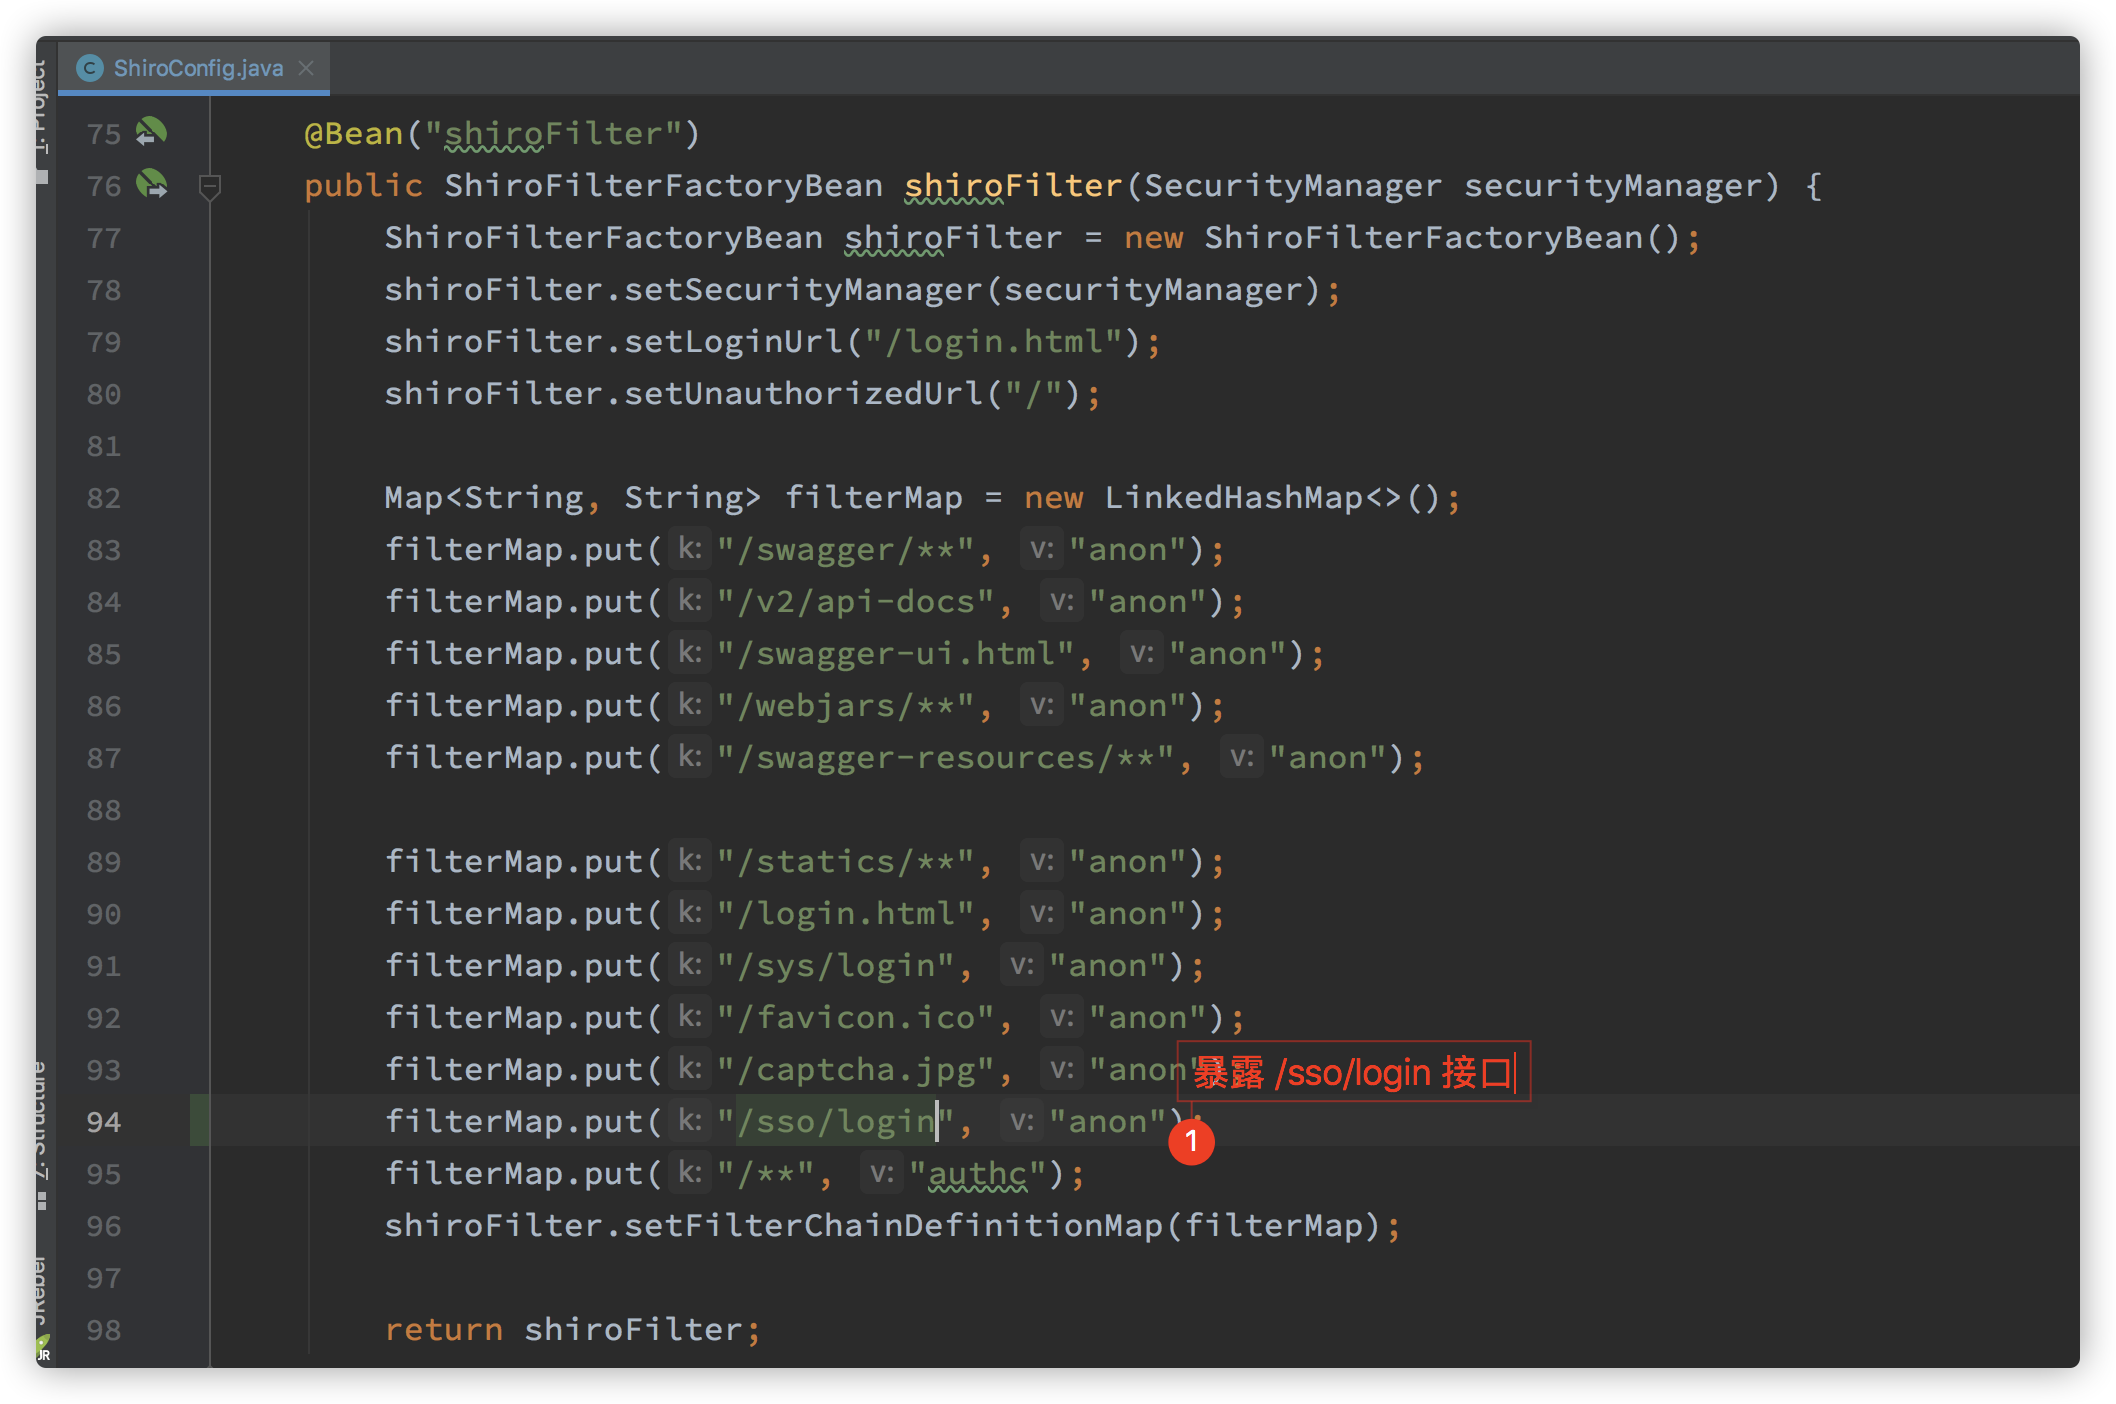 ShiroConfig.java
1: Project
75 @Bean("shiroFilter")
76 public ShiroFilterFactoryBean shiroFilter(SecurityManager securityManager) {
77 ShiroFilterFactoryBean shiroFilter = new ShiroFilterFactoryBean();
78 shiroFilter.setSecurityManager(securityManager);
79 shiroFilter.setLoginUrl("/login.html");
80 shiroFilter.setUnauthorizedUrl("/");
81
82 Map<String, String> filterMap = new LinkedHashMap<>();
83 filterMap.put( k: "/swagger/**", v: "anon");
84 filterMap.put( k: "/v2/api-docs", v: "anon");
85 filterMap.put( k: "/swagger-ui.html", v: "anon");
86 filterMap.put( k: "/webjars/**", v: "anon");
87 filterMap.put( k: "/swagger-resources/**", v: "anon");
88
89 filterMap.put( k: "/statics/**", v: "anon");
90 filterMap.put( k: "/login.html", v: "anon");
91 filterMap.put( k: "/sys/login", v: "anon");
92 filterMap.put( k: "/favicon.ico", v: "anon");
93 filterMap.put( k: "/captcha.jpg", v: "anon"
暴露 /sso/login 接口
94 filterMap.put( k: "/sso/login", v: "anon");
1
95 filterMap.put( k: "/**", v: "authc");
96 shiroFilter.setFilterChainDefinitionMap(filterMap);
97
98 return shiroFilter;
7: Structure
JRebel
JR